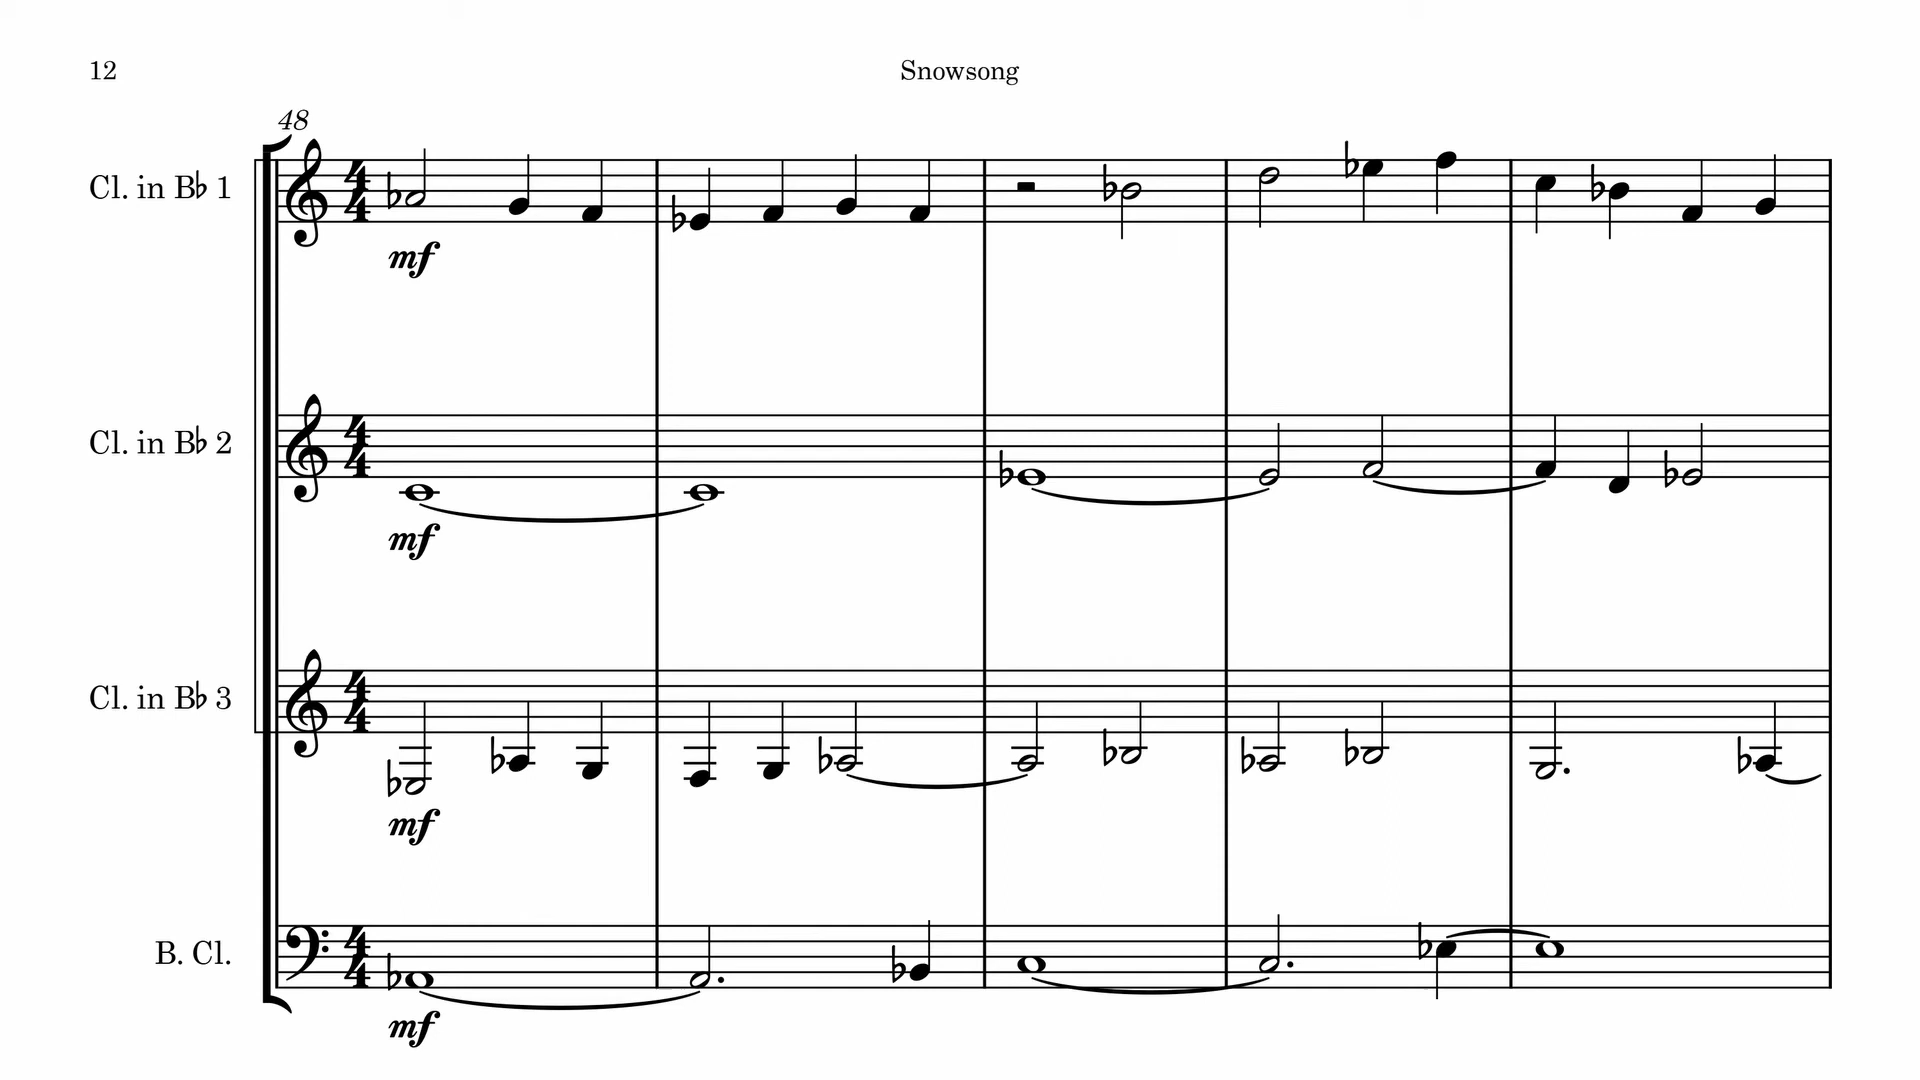 12
Snowsong
48
Cl. in B♭ 1
mf
Cl. in B♭ 2
mf
Cl. in B♭ 3
mf
B. Cl.
mf